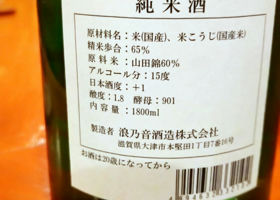 純米酒
原材料名：米(国産)、米こうじ(国産米)
精米歩合：65％
原料米：山田錦60％
アルコール分：15度
日本酒度：＋1
酸度：1.8 酵母：901
内容量：1800ml
製造者 浪乃音酒造株式会社
滋賀県大津市本堅田1丁目7番16号
お酒は20歳になってから